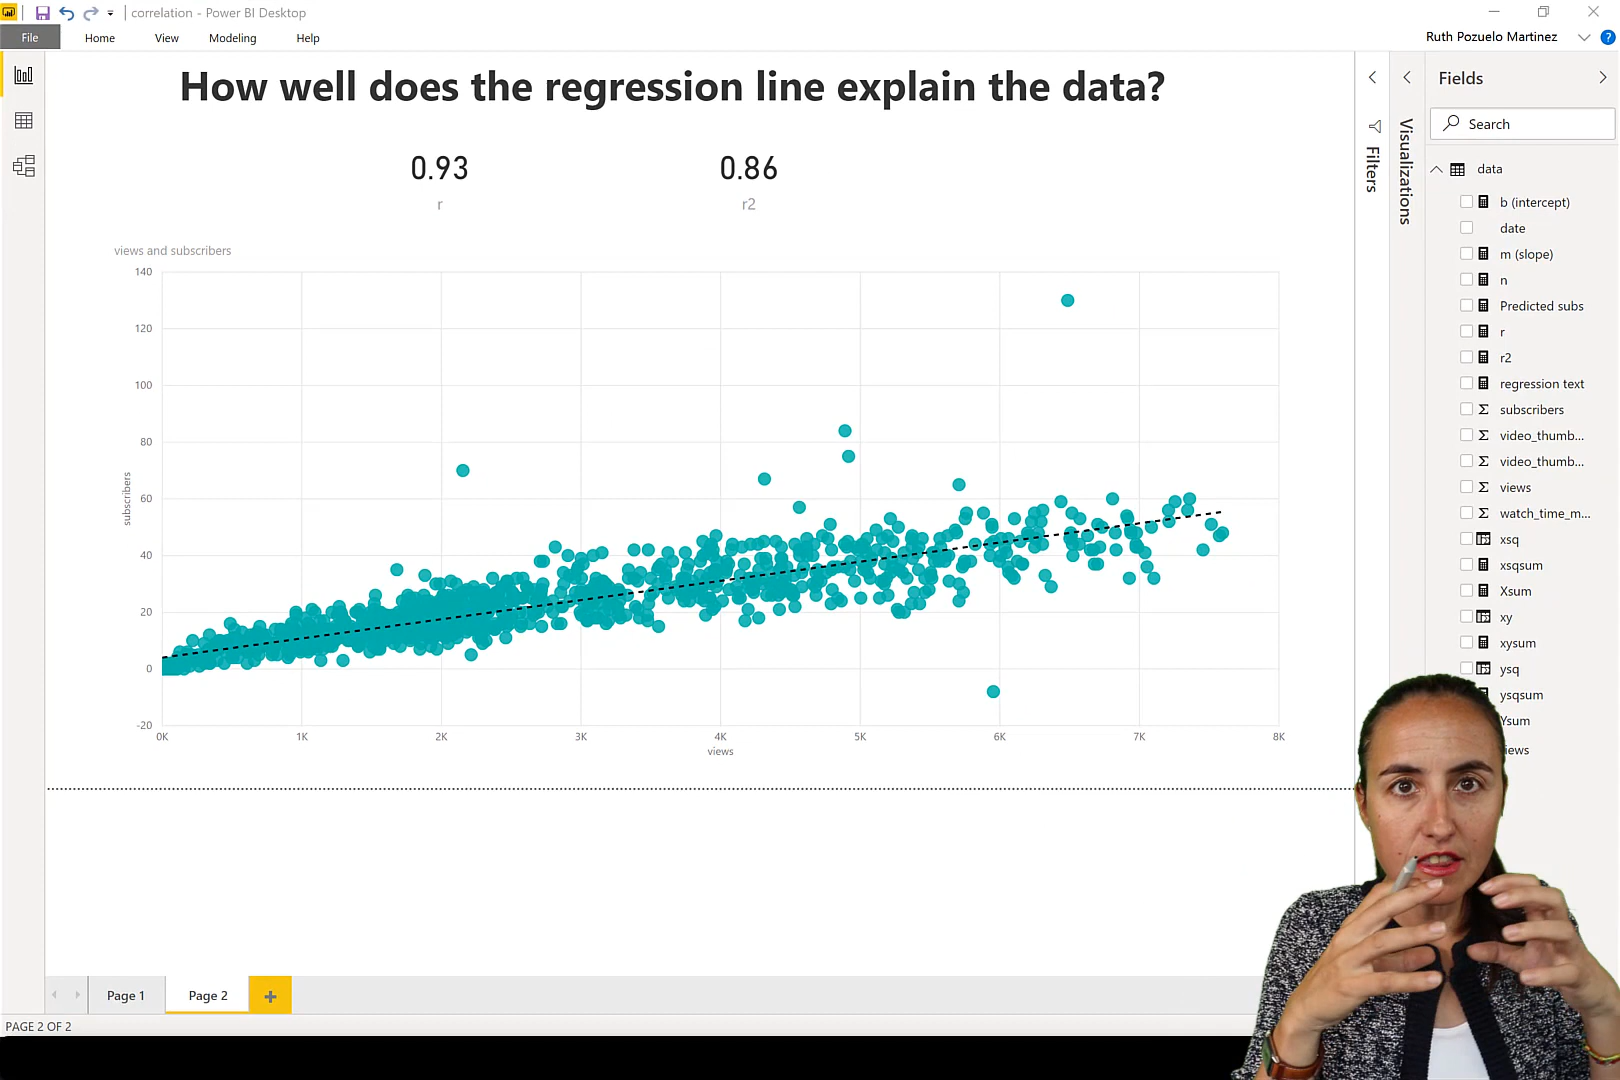 correlation - Power BI Desktop
File Home View Modeling Help
Ruth Pozuelo Martinez
?
How well does the regression line explain the data?
0.93
r
0.86
r2
views and subscribers
140
120
100
80
60
40
20
0
-20
subscribers
0K 1K 2K 3K 4K 5K 6K 7K 8K
views
Filters
Visualizations
Fields
Search
data
b (intercept)
date
m (slope)
n
Predicted subs
r
r2
regression text
subscribers
video_thumb...
video_thumb...
views
watch_time_m...
xsq
xsqsum
Xsum
xy
xysum
ysq
ysqsum
Ysum
iews
Page 1
Page 2
+
PAGE 2 OF 2